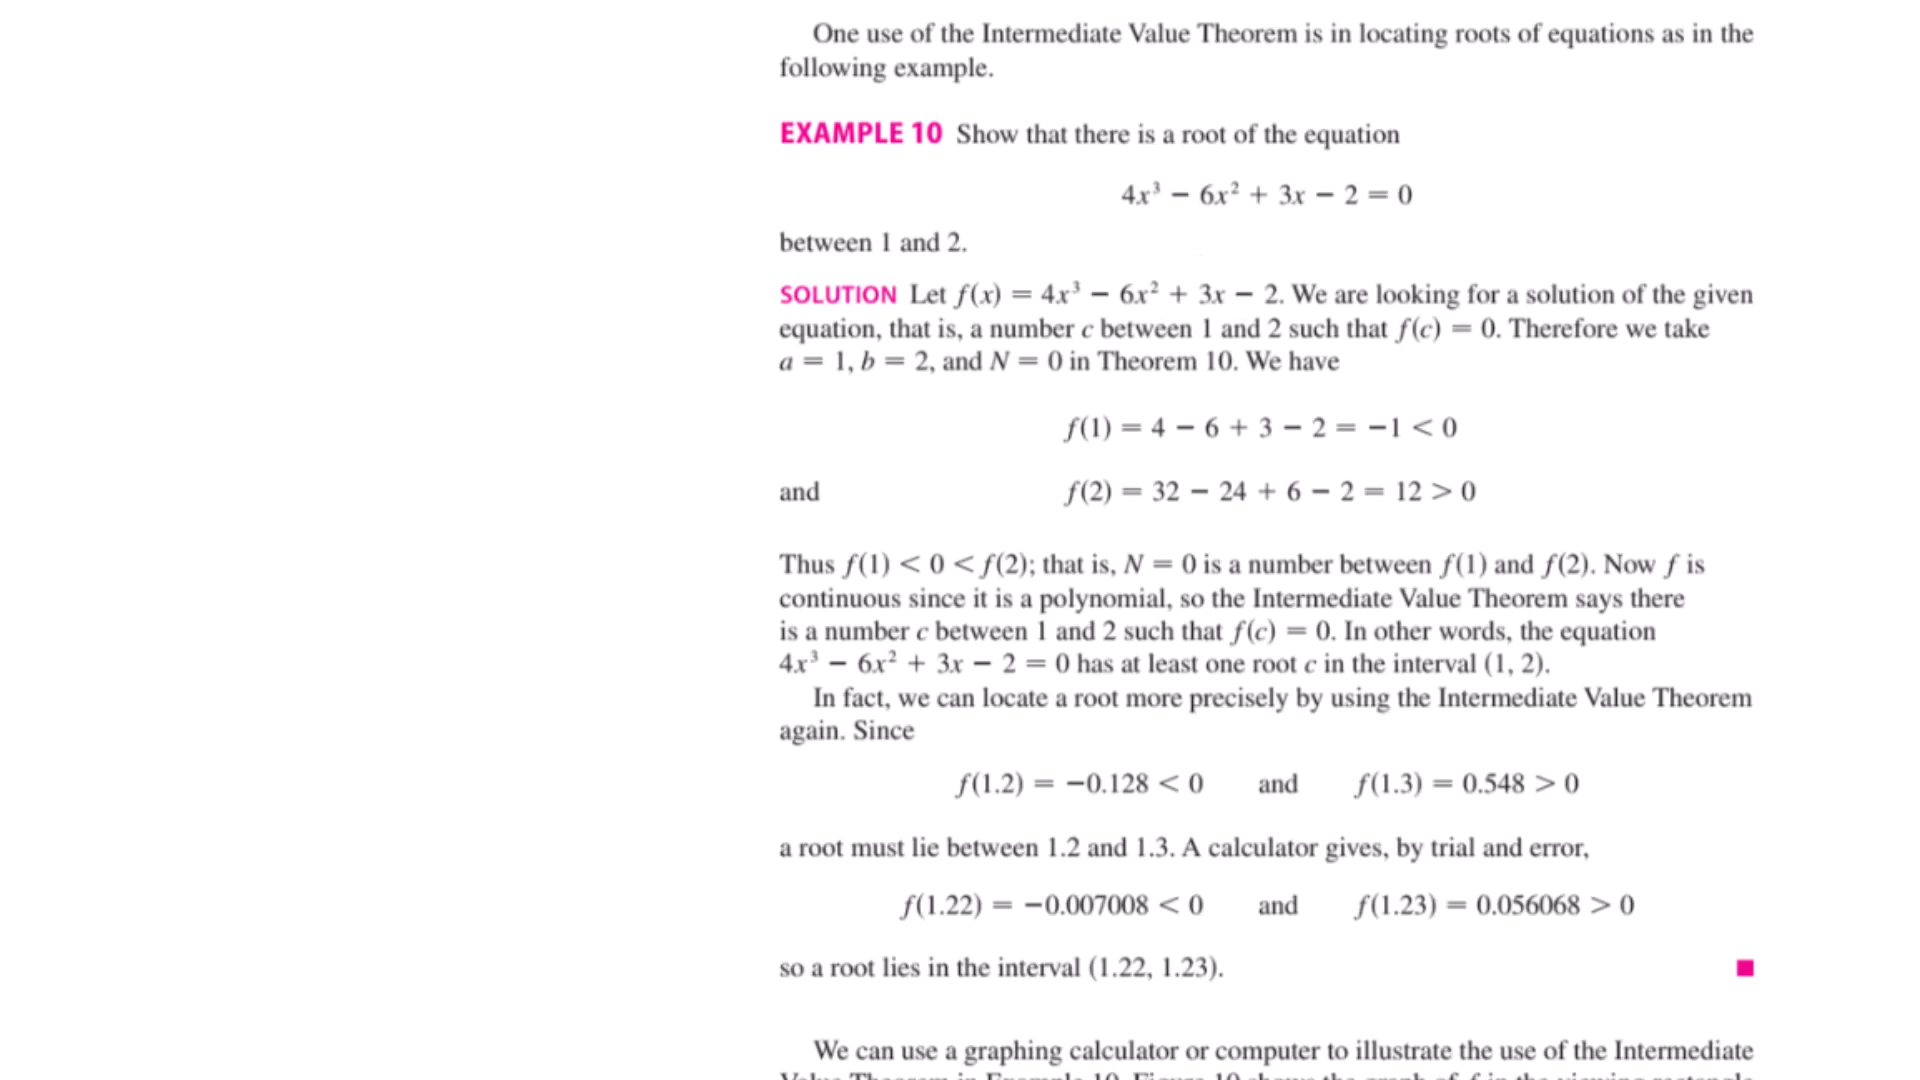 One use of the Intermediate Value Theorem is in locating roots of equations as in the
following example.
EXAMPLE 10 Show that there is a root of the equation
4x³ − 6x² + 3x − 2 = 0
between 1 and 2.
SOLUTION Let f(x) = 4x³ − 6x² + 3x − 2. We are looking for a solution of the given
equation, that is, a number c between 1 and 2 such that f(c) = 0. Therefore we take
a = 1, b = 2, and N = 0 in Theorem 10. We have
f(1) = 4 − 6 + 3 − 2 = −1 < 0
and f(2) = 32 − 24 + 6 − 2 = 12 > 0
Thus f(1) < 0 < f(2); that is, N = 0 is a number between f(1) and f(2). Now f is
continuous since it is a polynomial, so the Intermediate Value Theorem says there
is a number c between 1 and 2 such that f(c) = 0. In other words, the equation
4x³ − 6x² + 3x − 2 = 0 has at least one root c in the interval (1, 2).
In fact, we can locate a root more precisely by using the Intermediate Value Theorem
again. Since
f(1.2) = −0.128 < 0 and f(1.3) = 0.548 > 0
a root must lie between 1.2 and 1.3. A calculator gives, by trial and error,
f(1.22) = −0.007008 < 0 and f(1.23) = 0.056068 > 0
so a root lies in the interval (1.22, 1.23).
We can use a graphing calculator or computer to illustrate the use of the Intermediate